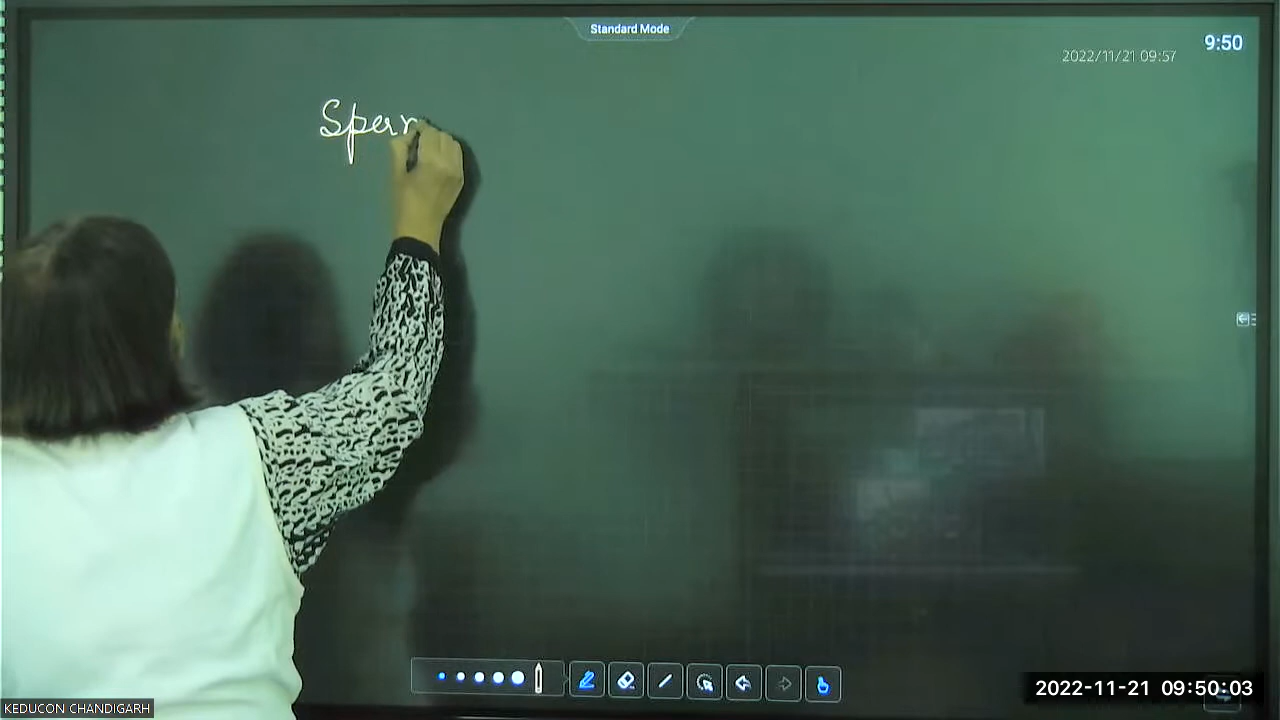 Standard Mode
9:50
2022/11/21 09:57
Sper
2022-11-21 09:50:03
KEDUCON CHANDIGARH